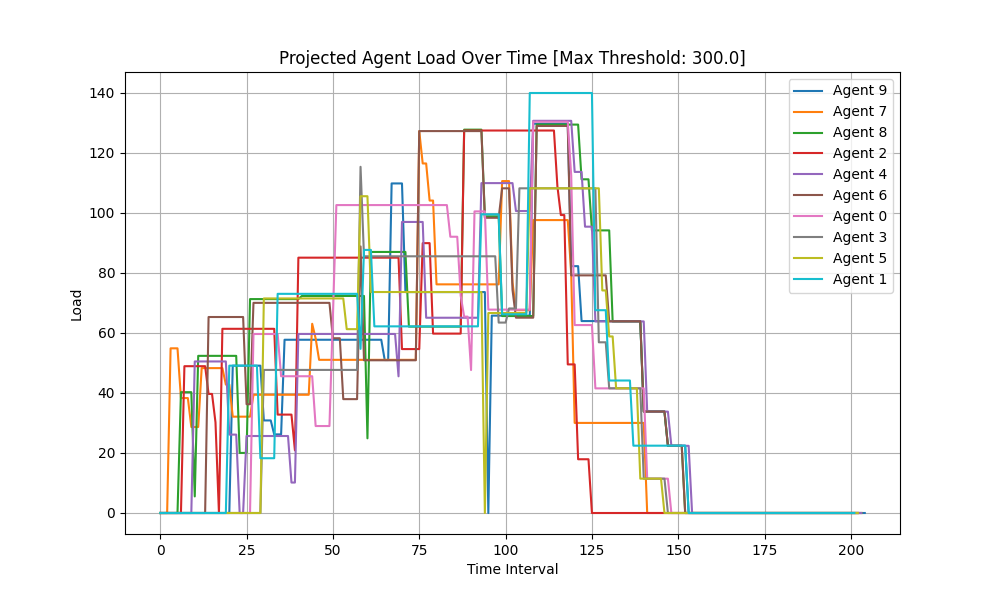 Projected Agent Load Over Time [Max Threshold: 300.0]
Load
140
120
100
80
60
40
20
0
0 25 50 75 100 125 150 175 200
Time Interval
Agent 9
Agent 7
Agent 8
Agent 2
Agent 4
Agent 6
Agent 0
Agent 3
Agent 5
Agent 1